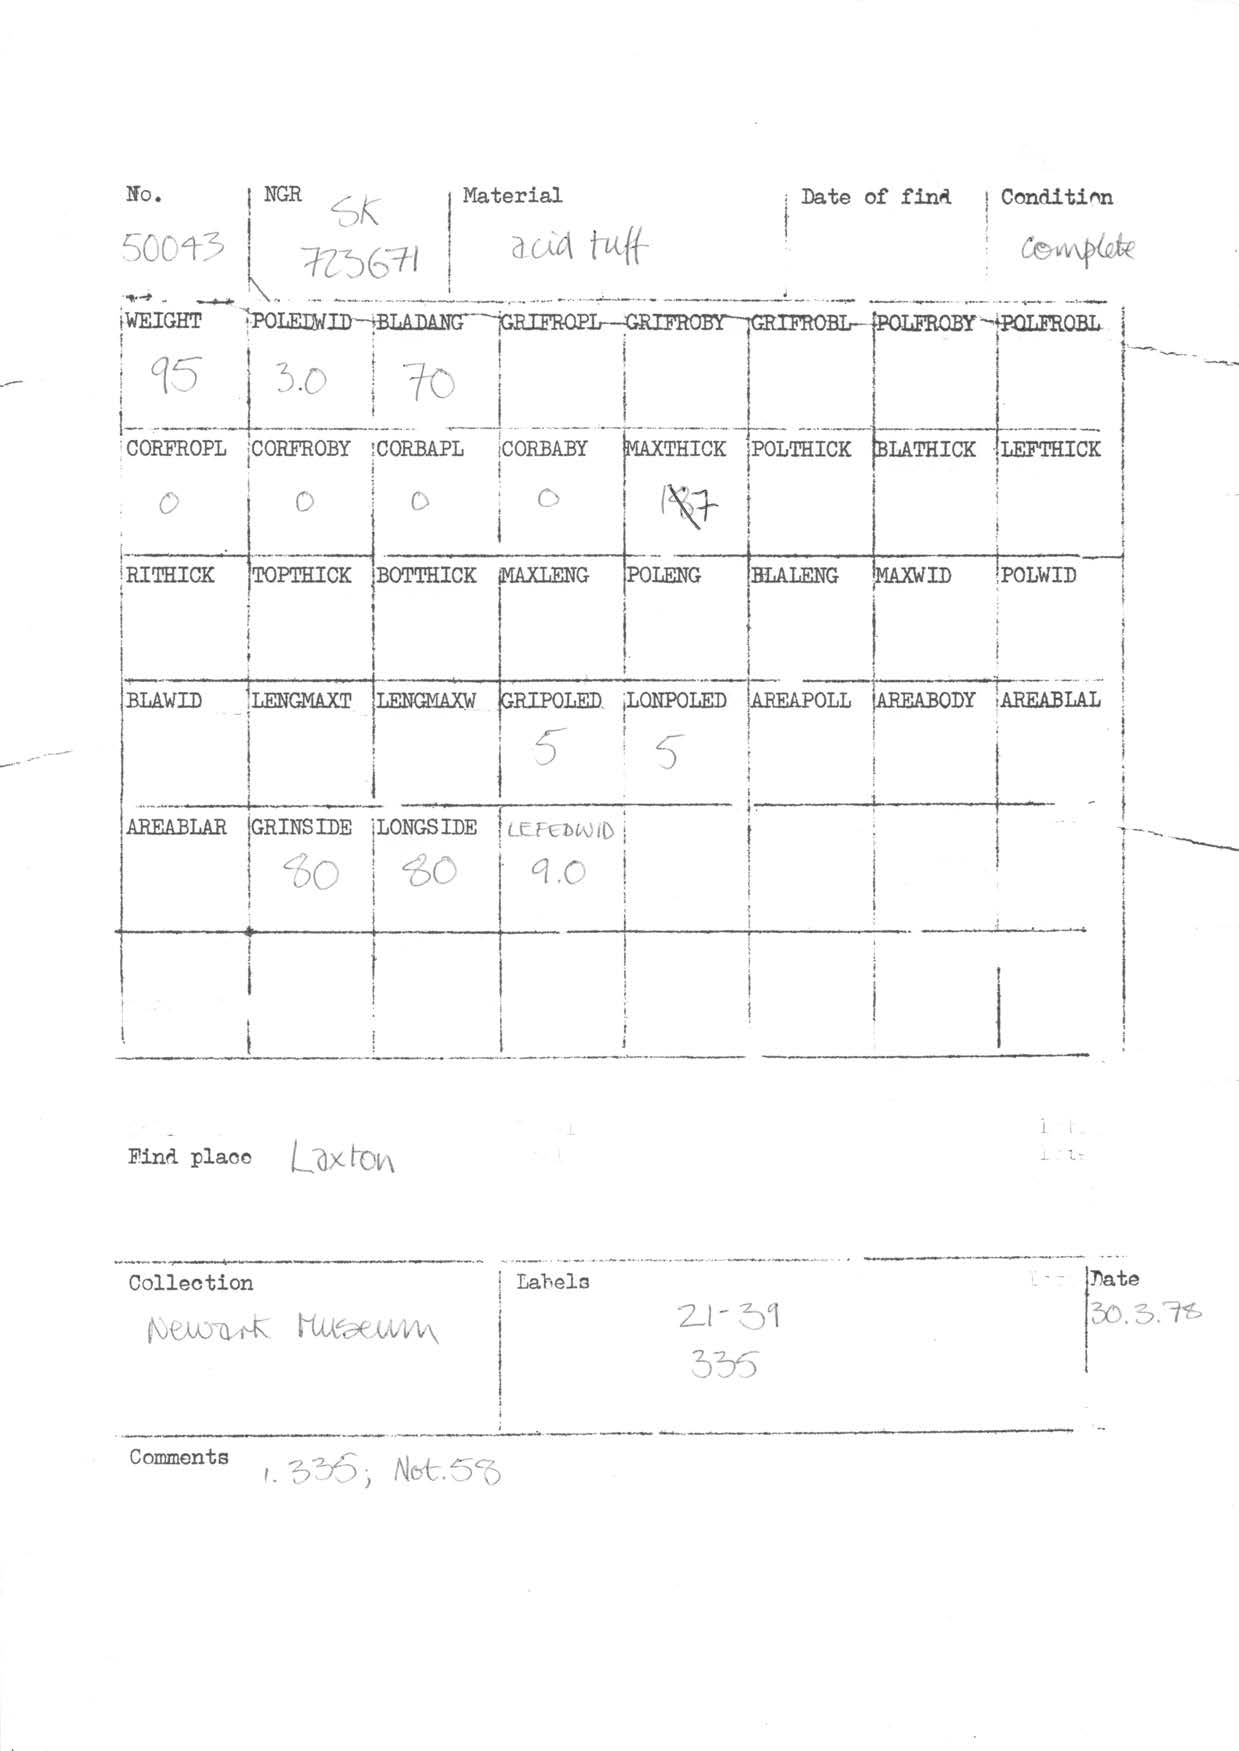 No. NGR Material Date of find Condition
50043 SK 723671 acid tuff complete
WEIGHT POLEDWID BLADANG GRIFROPL GRIFROBY GRIFROBL POLFROBY POLFROBL
95 3.0 70
CORFROPL CORFROBY CORBAPL CORBABY MAXTHICK POLTHICK BLATHICK LEFTHICK
0 0 0 0
RITHICK TOPTHICK BOTTHICK MAXLENG POLENG BLALENG MAXWID POLWID
BLAWID LENGMAXT LENGMAXW GRIPOLED LONPOLED AREAPOLL AREABODY AREABLAL
5 5
AREABLAR GRINSIDE LONGSIDE LEFEDWID
80 80 9.0
Find place Laxton
Collection Labels Date
Newark Museum 21-39 30.3.78
335
Comments 1. 335; Not.58